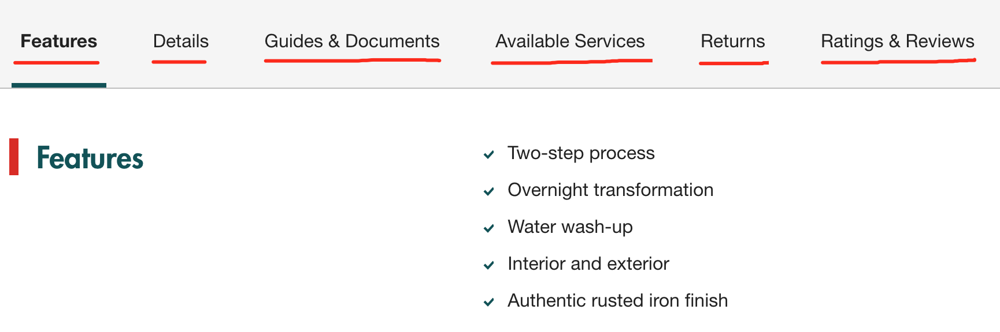 Features Details Guides & Documents Available Services Returns Ratings & Reviews
Features
Two-step process
Overnight transformation
Water wash-up
Interior and exterior
Authentic rusted iron finish